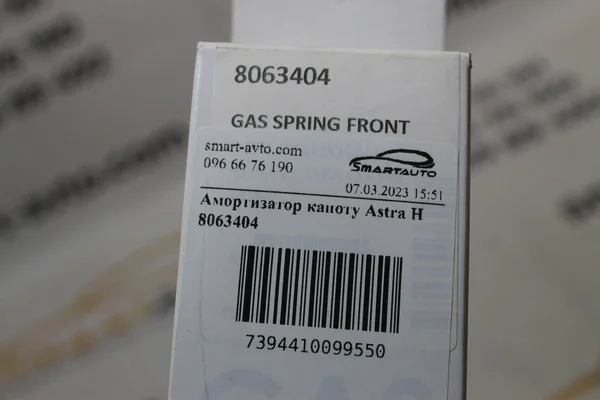 8063404
GAS SPRING FRONT
smart-avto.com
096 66 76 190
SMARTAUTO
07.03.2023 15:51
Амортизатор капоту Astra H
8063404
7394410099550